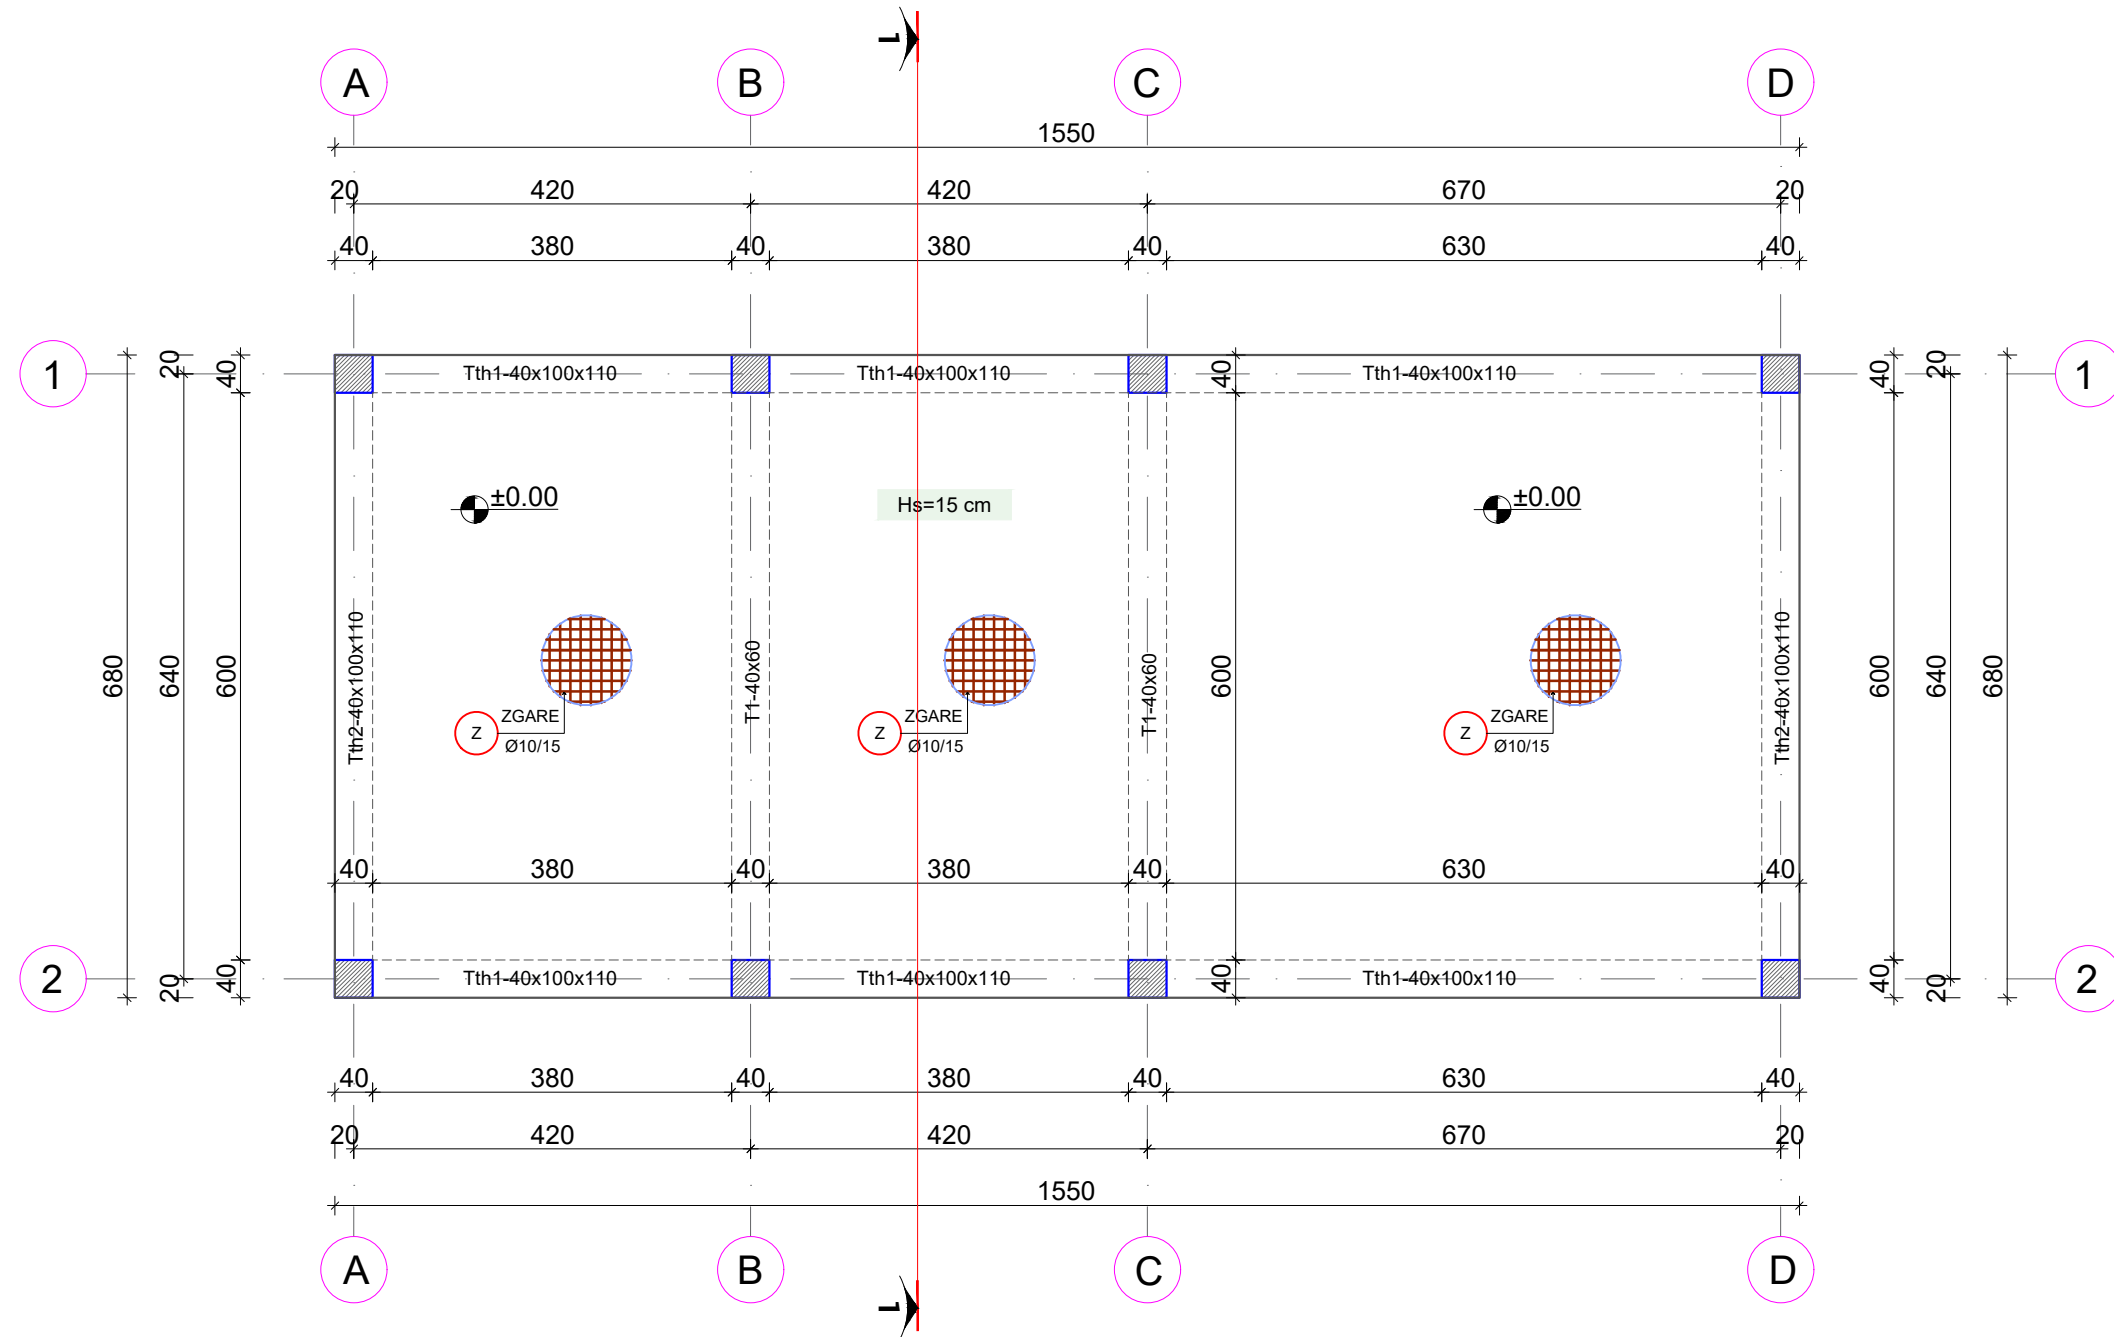 1
A B C D
1550
20 420 420 670 20
40 380 40 380 40 630 40
1 20 40 Tth1-40x100x110 Tth1-40x100x110 40 Tth1-40x100x110 40 20 1
±0.00 Hs=15 cm ±0.00
680 640 600 Tth2-40x100x110 T1-40x60 T1-40x60 600 Tth2-40x100x110 600 640 680
ZGARE ZGARE ZGARE
Z Z Z
Ø10/15 Ø10/15 Ø10/15
40 380 40 380 40 630 40
2 20 40 Tth1-40x100x110 Tth1-40x100x110 40 Tth1-40x100x110 40 20 2
40 380 40 380 40 630 40
20 420 420 670 20
1550
A B C D
1